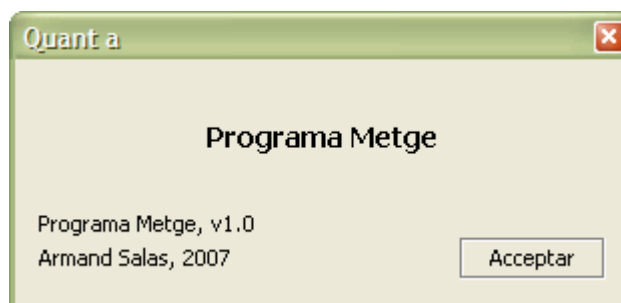 Quant a
Programa Metge
Programa Metge, v1.0
Armand Salas, 2007
Acceptar